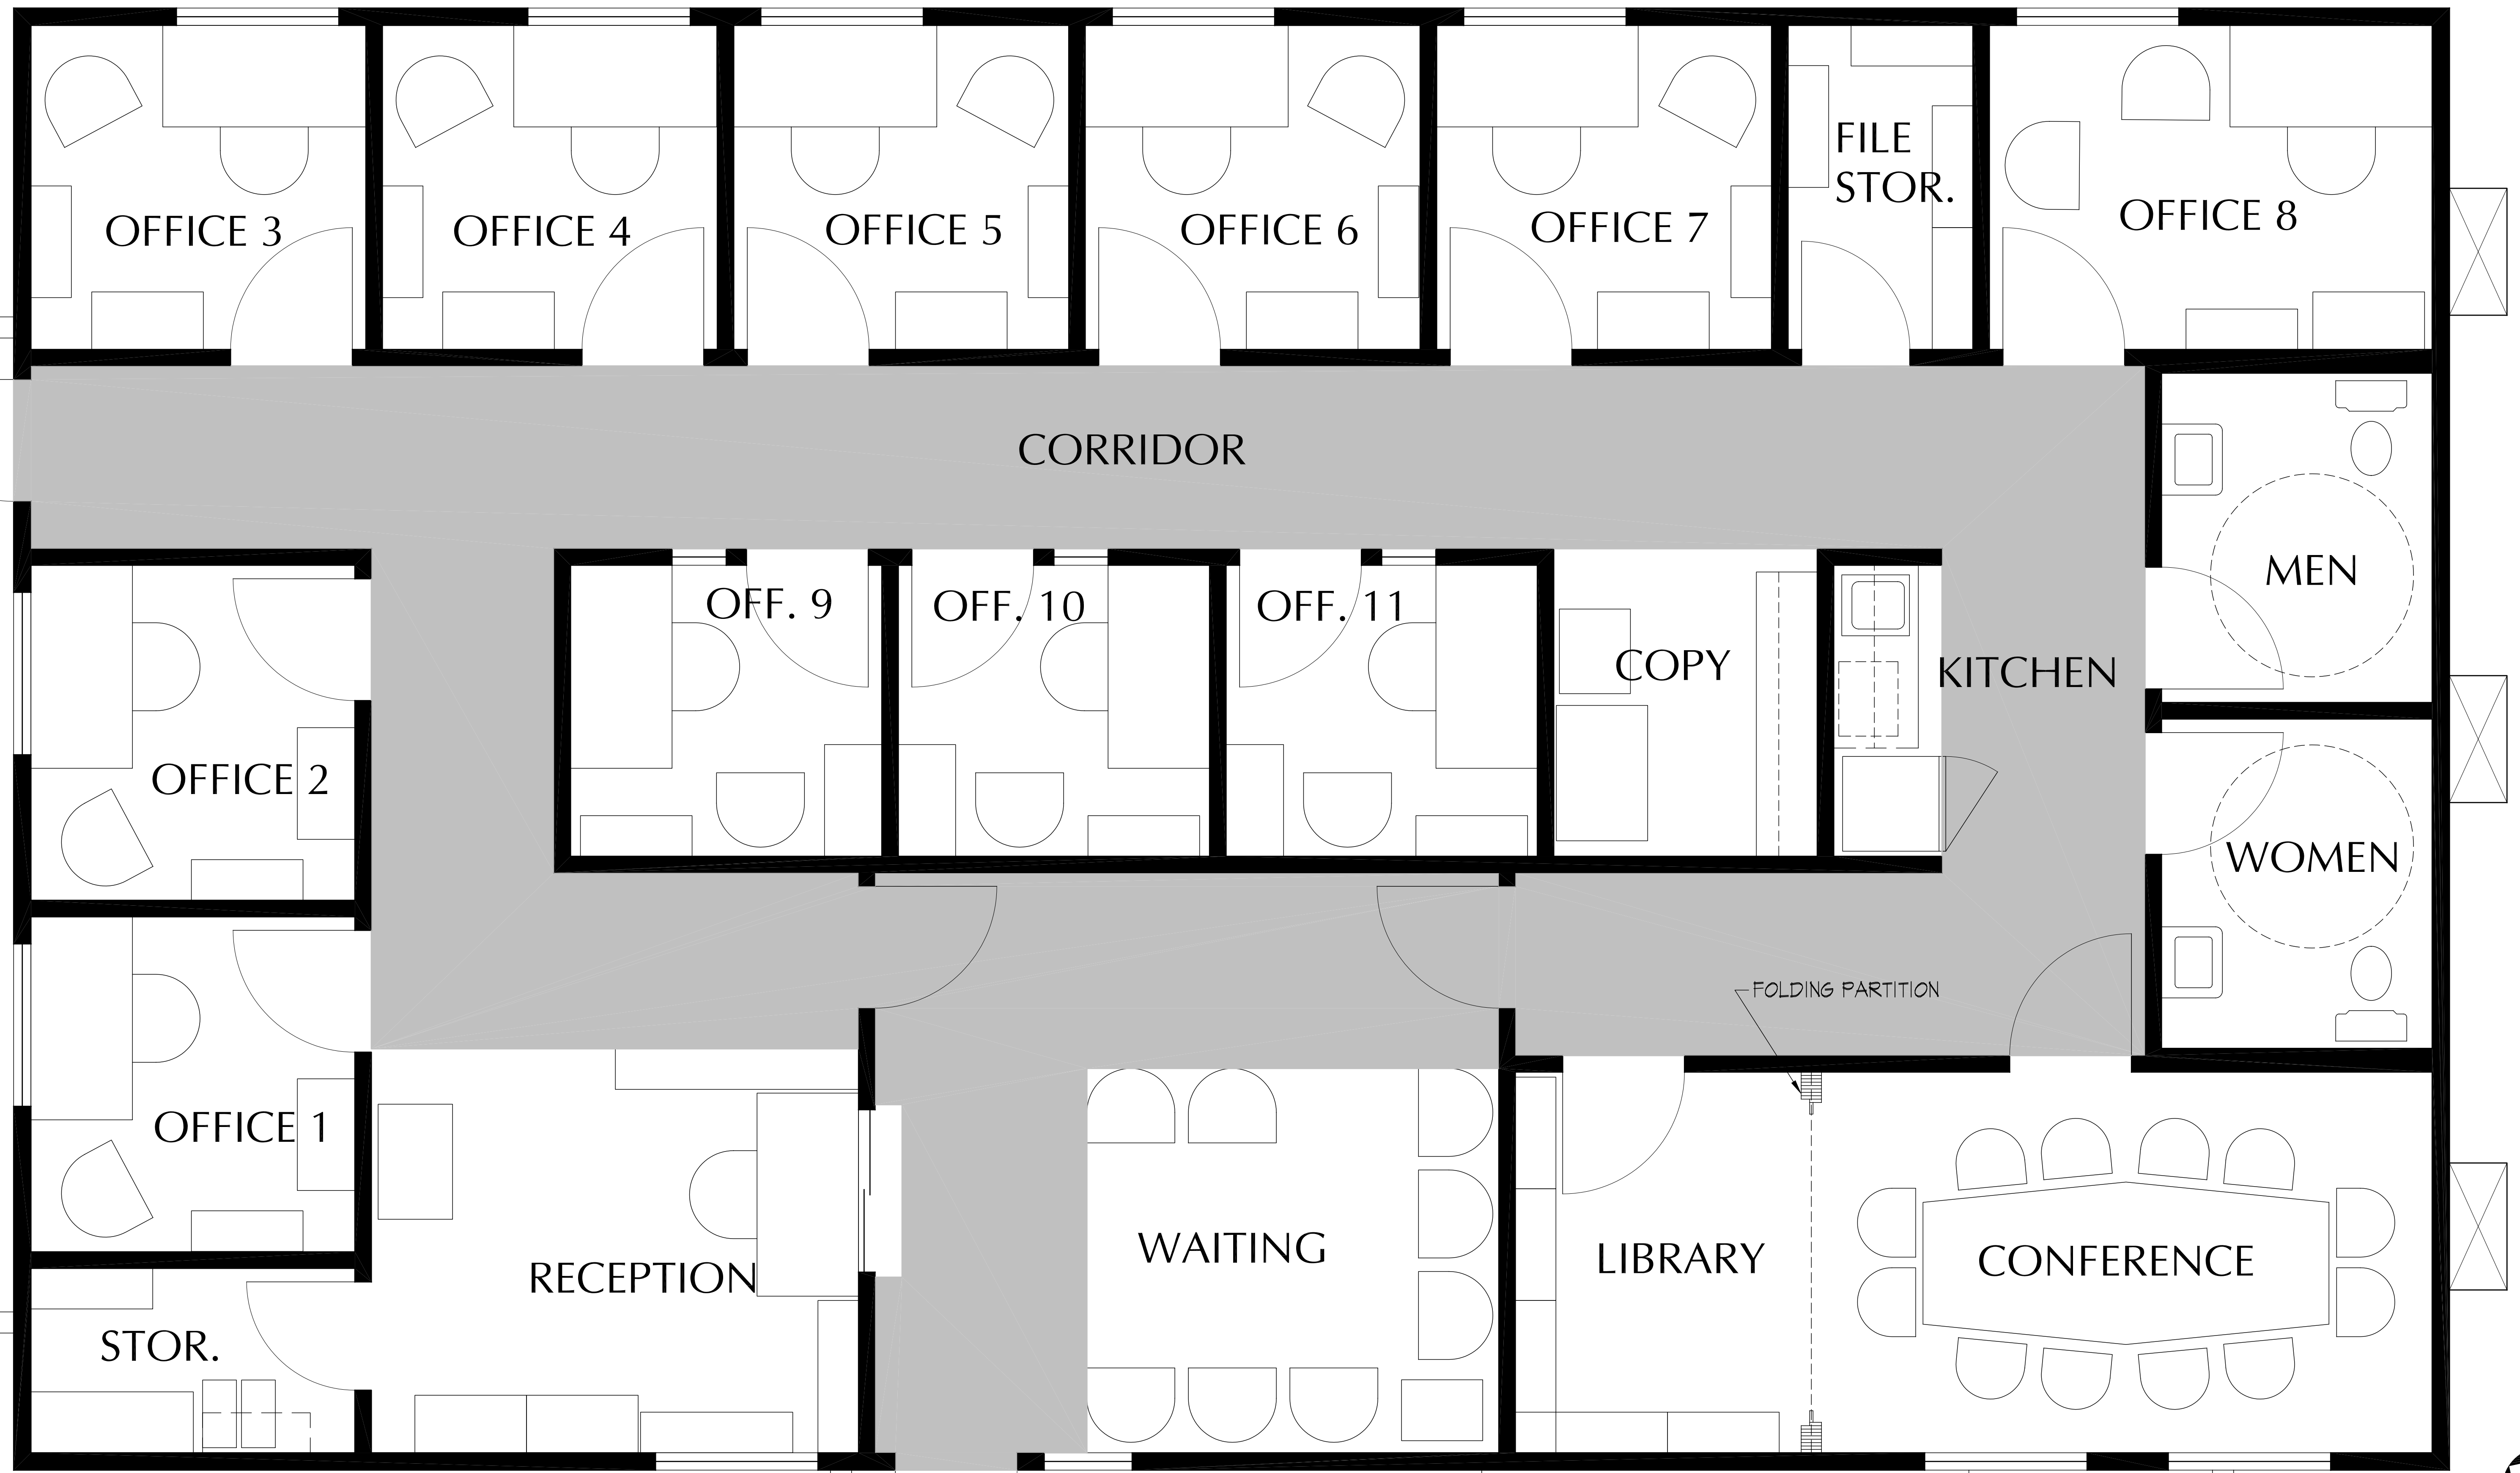 OFFICE 3
OFFICE 4
OFFICE 5
OFFICE 6
OFFICE 7
FILE
STOR.
OFFICE 8
CORRIDOR
MEN
OFF. 9
OFF. 10
OFF. 11
COPY
KITCHEN
OFFICE 2
WOMEN
FOLDING PARTITION
OFFICE 1
WAITING
LIBRARY
CONFERENCE
RECEPTION
STOR.